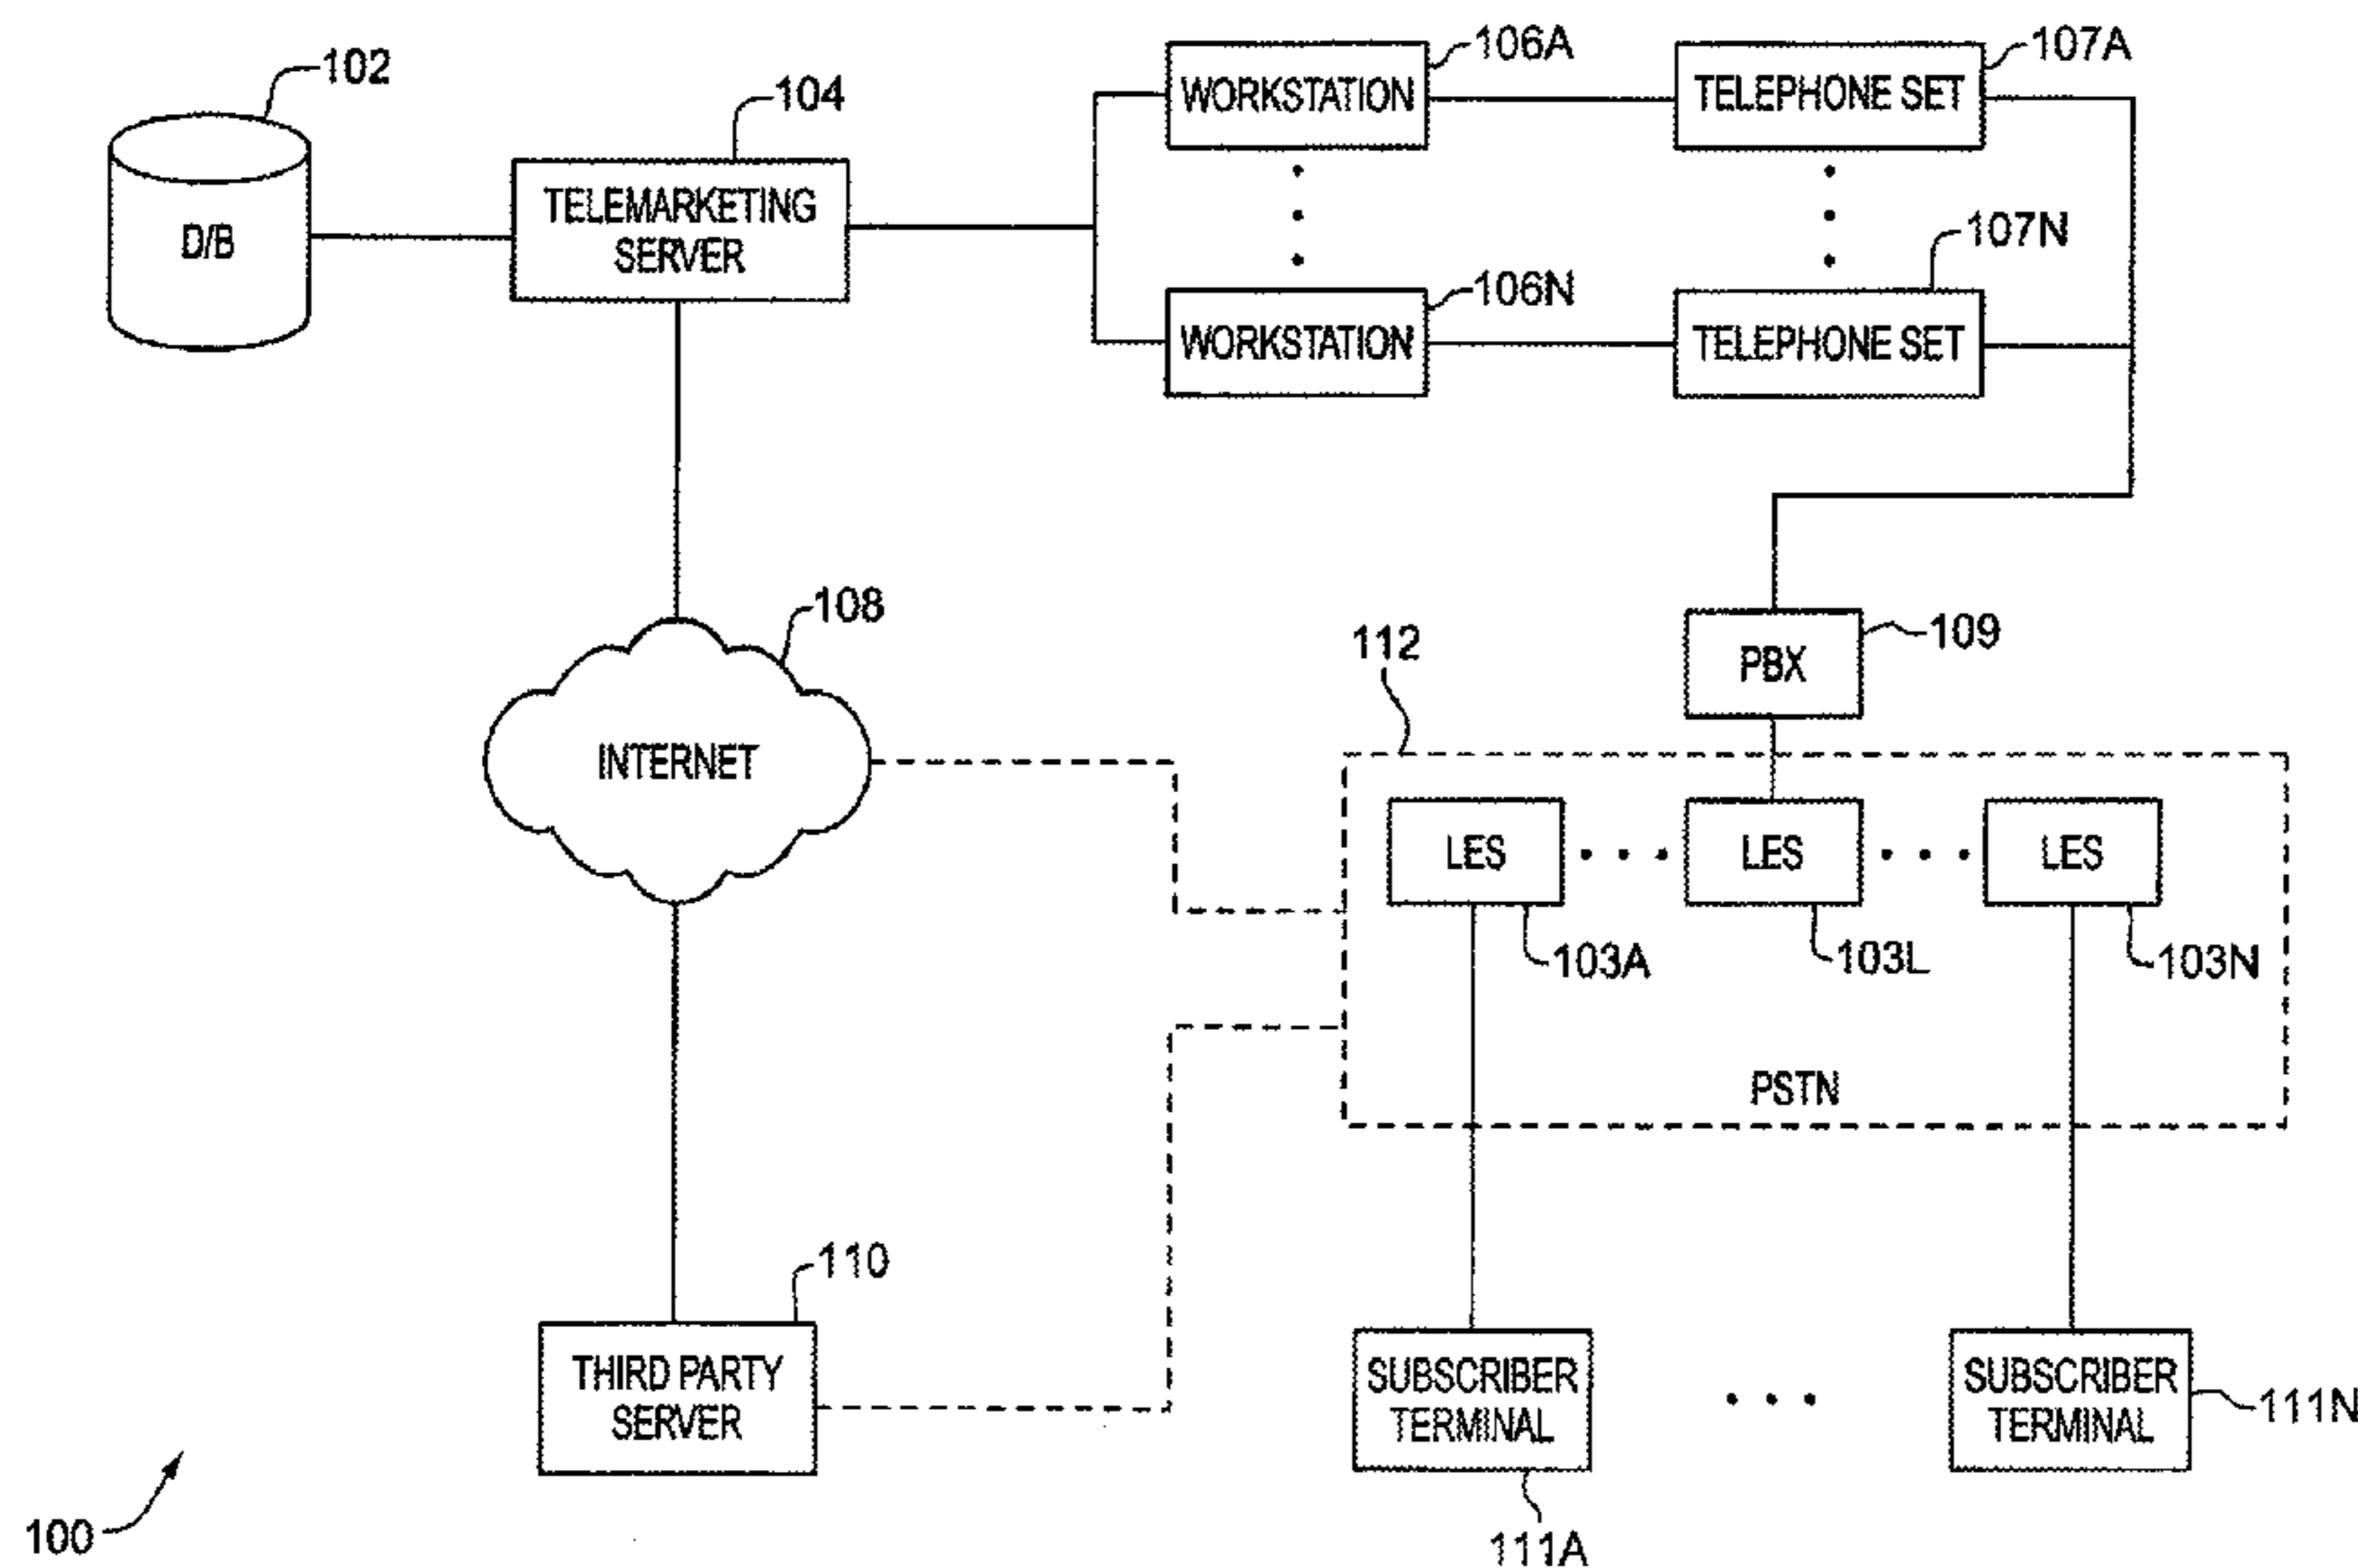 102
104
106A
107A
D/B
TELEMARKETING
SERVER
WORKSTATION
TELEPHONE SET
107N
106N
WORKSTATION
TELEPHONE SET
108
109
112
PBX
INTERNET
LES
LES
LES
103A
103L
103N
PSTN
110
THIRD PARTY
SERVER
SUBSCRIBER
TERMINAL
SUBSCRIBER
TERMINAL
111N
100
111A